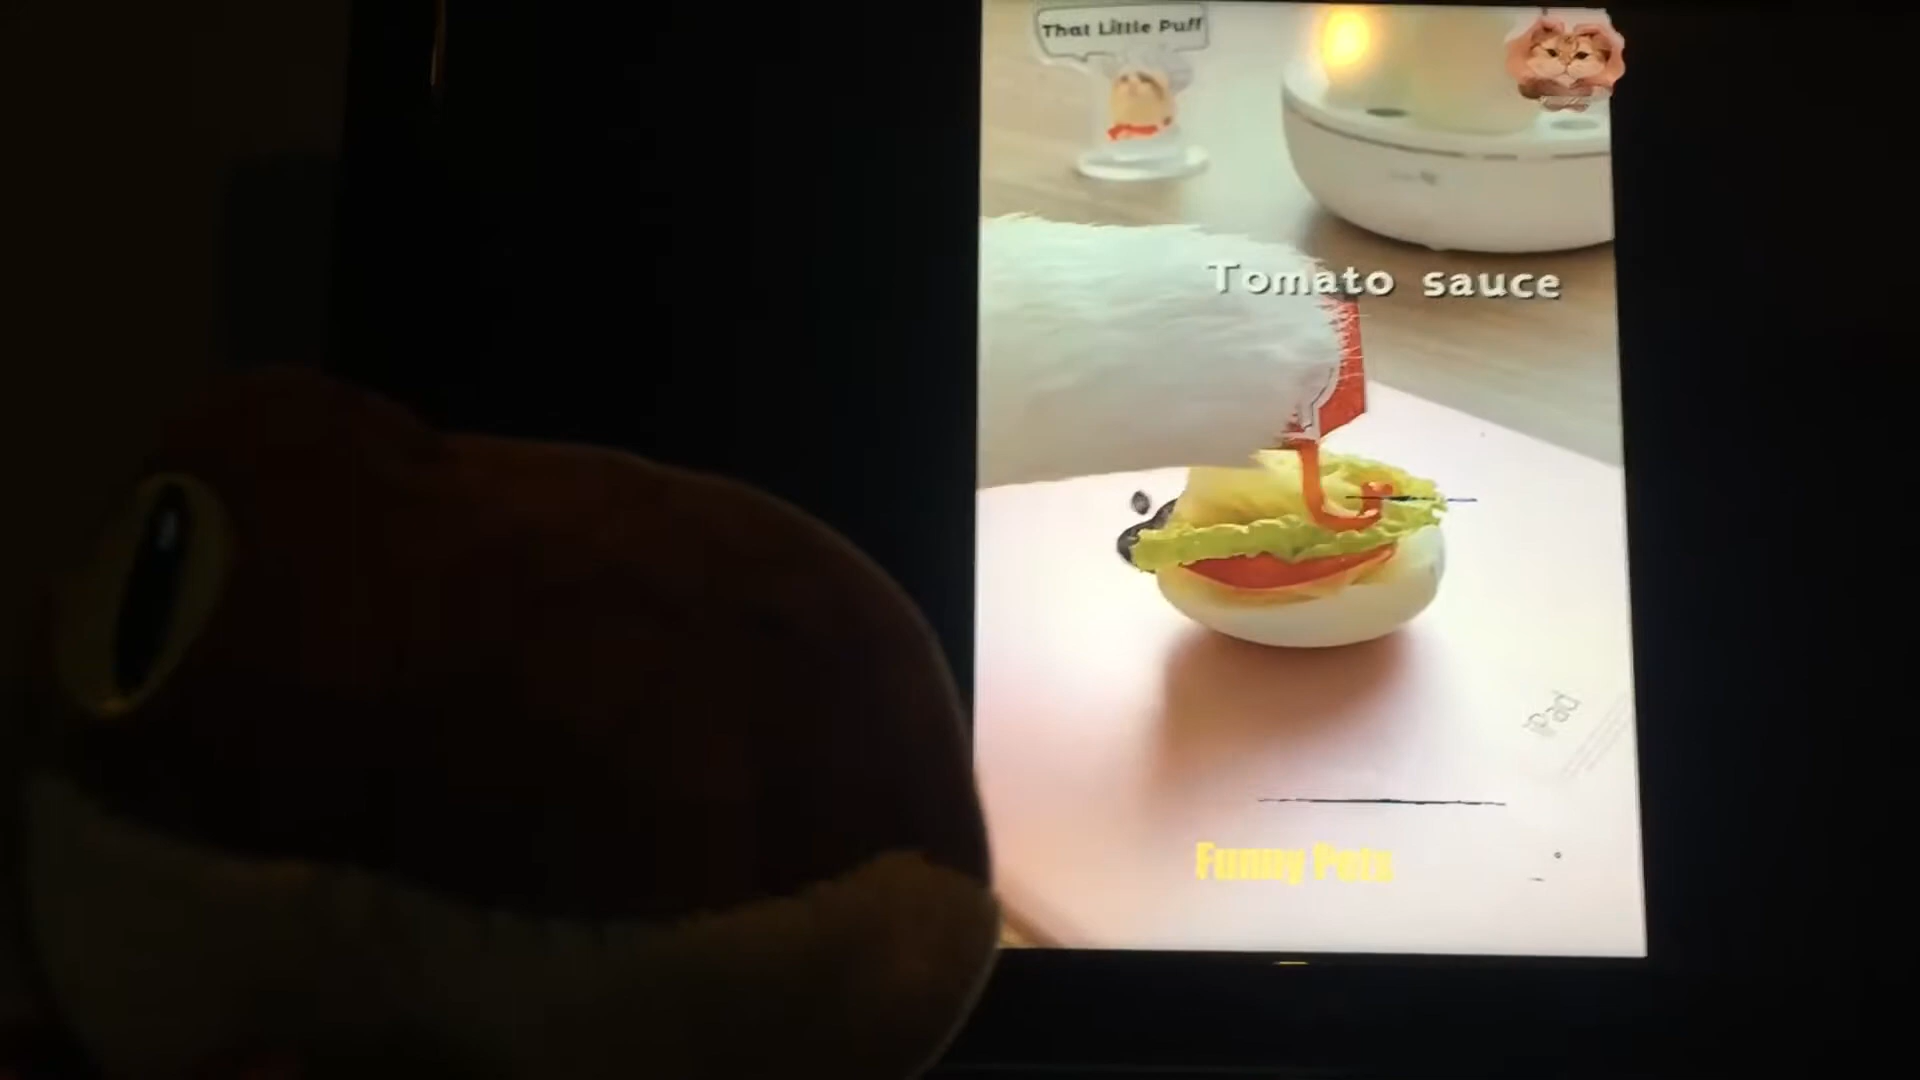 That Little Puff
Tomato sauce
iPad
Funny Pets